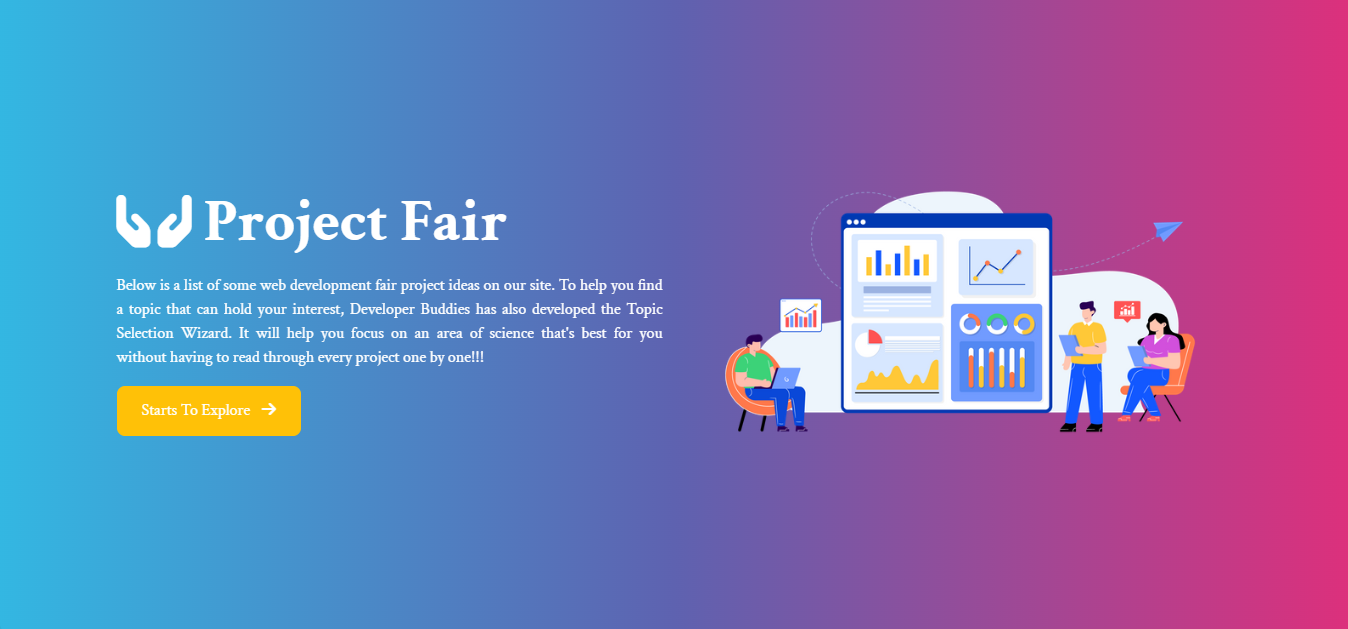 Project Fair
Below is a list of some web development fair project ideas on our site. To help you find
a topic that can hold your interest, Developer Buddies has also developed the Topic
Selection Wizard. It will help you focus on an area of science that's best for you
without having to read through every project one by one!!!
Starts To Explore